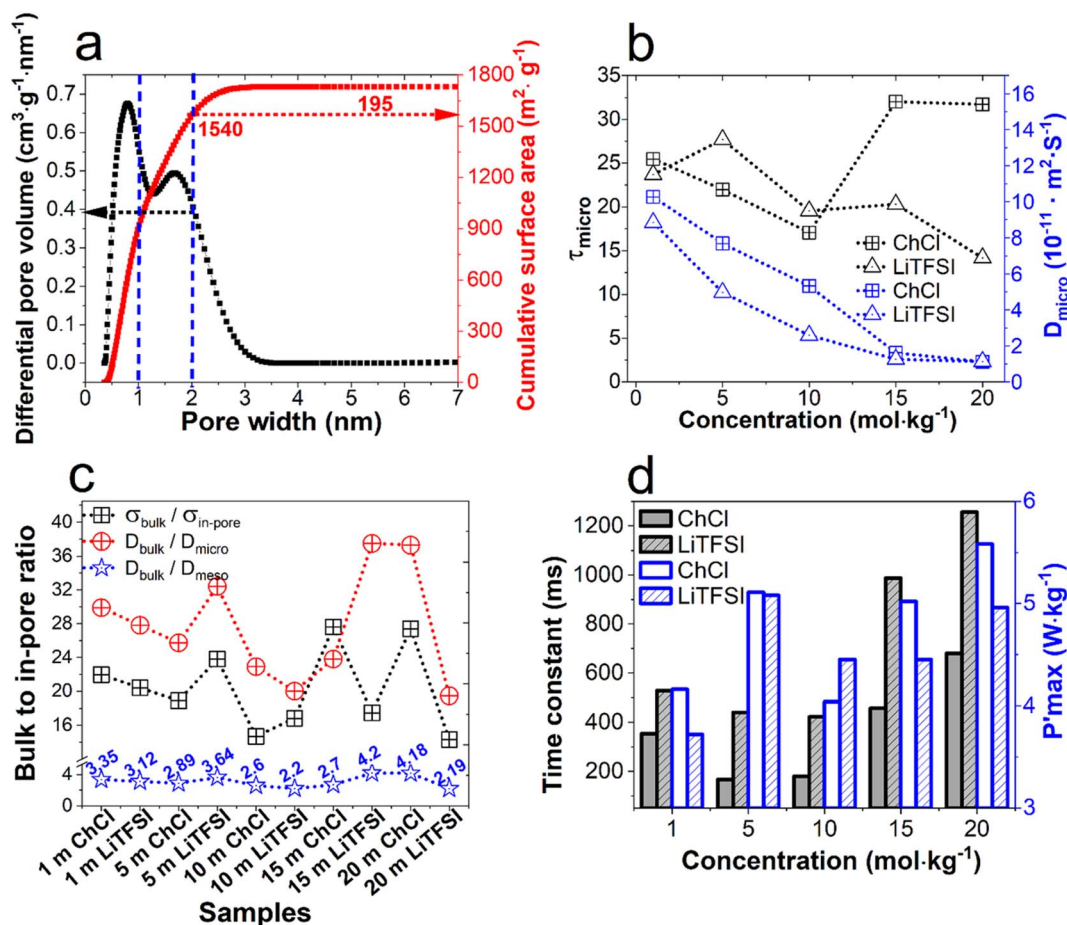 a
Differential pore volume (cm³·g⁻¹·nm⁻¹)
0.7
0.6
0.5
0.4
0.3
0.2
0.1
0.0
195
1540
1800
1500
1200
900
600
300
0
Cumulative surface area (m²· g⁻¹)
0 1 2 3 4 5 6 7
Pore width (nm)
b
τmicro
35
30
25
20
15
10
5
0
ChCl
LiTFSI
ChCl
LiTFSI
16
14
12
10
8
6
4
2
0
Dmicro (10⁻¹¹ · m²·S⁻¹)
0 5 10 15 20
Concentration (mol·kg⁻¹)
c
Bulk to in-pore ratio
40
36
32
28
24
20
16
4
0
σbulk / σin-pore
Dbulk / Dmicro
Dbulk / Dmeso
3.35 3.12 2.89 3.64 2.6 2.2 2.7 4.2 4.18 2.19
1 m ChCl
1 m LiTFSI
5 m ChCl
5 m LiTFSI
10 m ChCl
10 m LiTFSI
15 m ChCl
15 m LiTFSI
20 m ChCl
20 m LiTFSI
Samples
d
Time constant (ms)
1200
1000
800
600
400
200
ChCl
LiTFSI
ChCl
LiTFSI
6
5
4
3
P'max (W·kg⁻¹)
1 5 10 15 20
Concentration (mol·kg⁻¹)